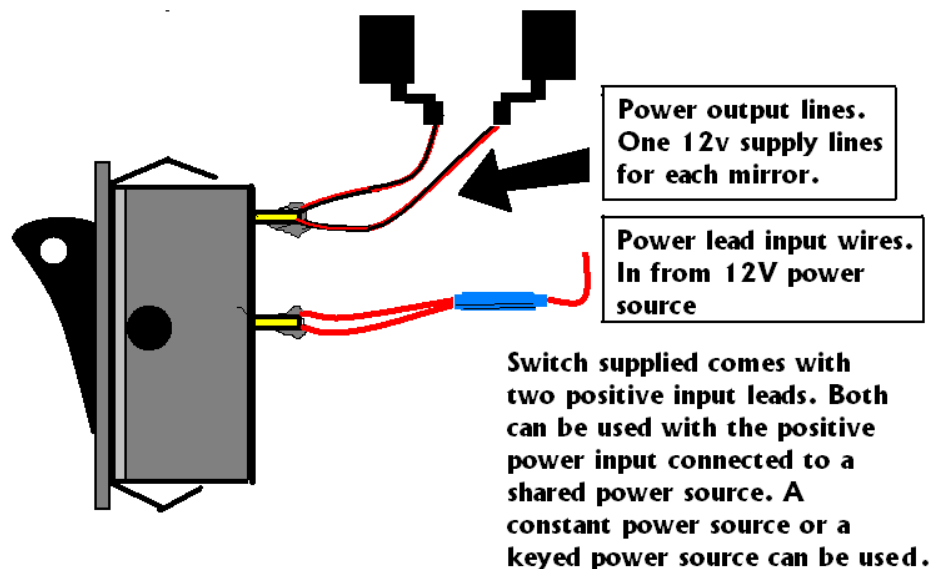 Power output lines.
One 12v supply lines
for each mirror.
Power lead input wires.
In from 12V power
source
Switch supplied comes with
two positive input leads. Both
can be used with the positive
power input connected to a
shared power source. A
constant power source or a
keyed power source can be used.